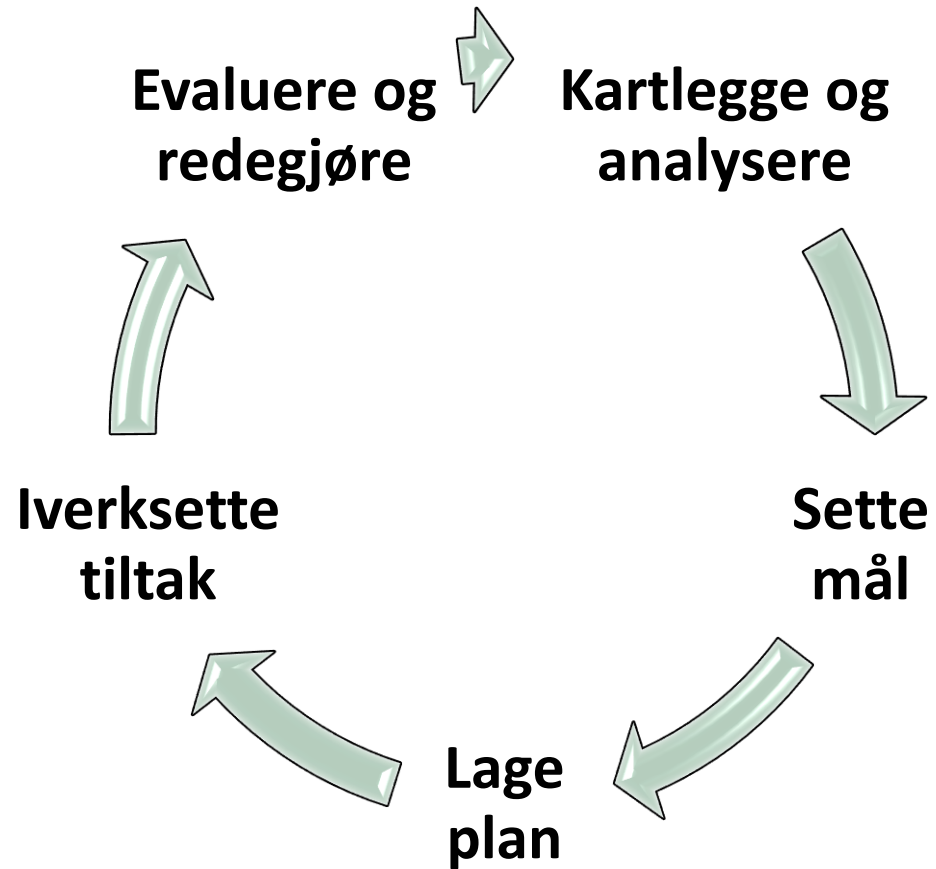 Evaluere og
redegjøre
Kartlegge og
analysere
Sette
mål
Lage
plan
Iverksette
tiltak